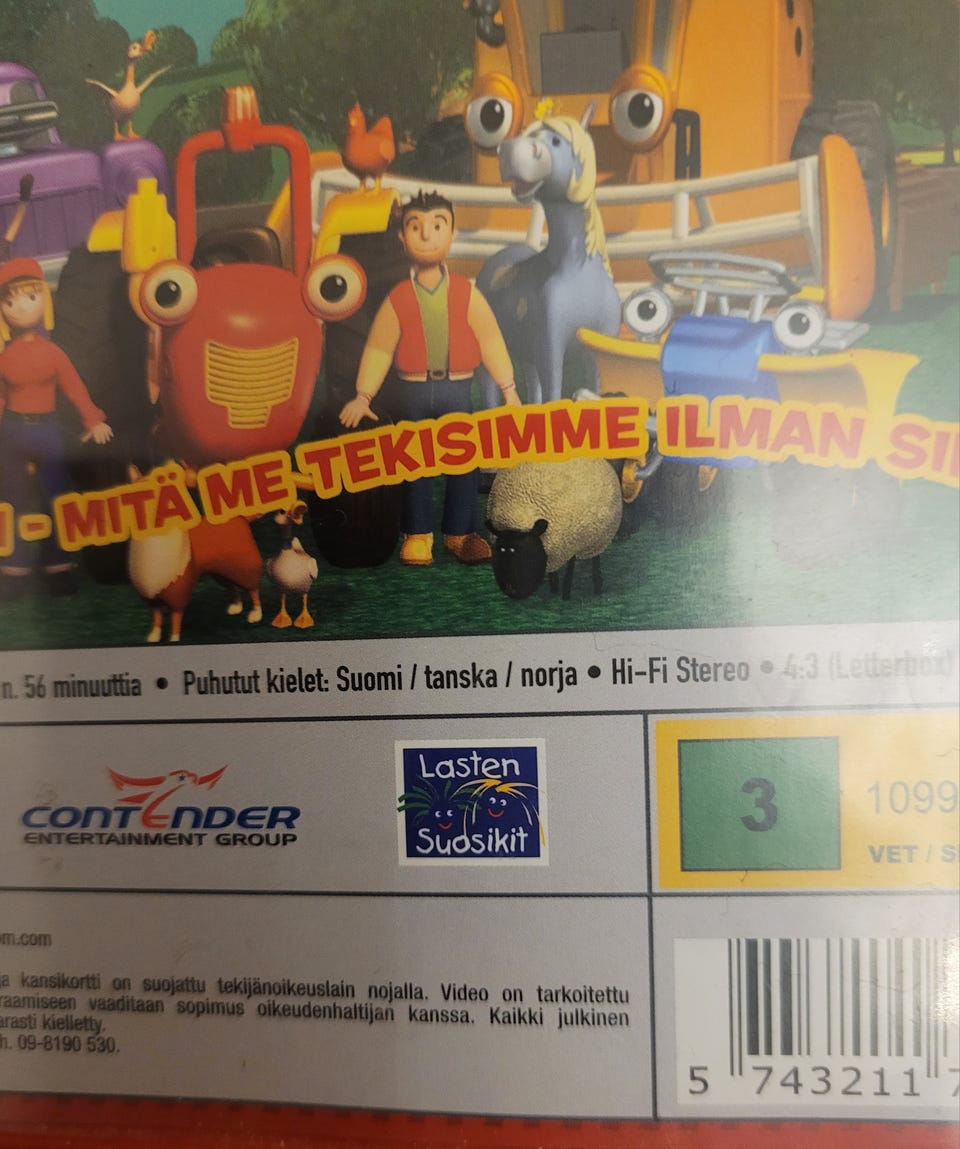 - MITÄ ME TEKISIMME ILMAN
n. 56 minuuttia • Puhutut kielet: Suomi / tanska / norja • Hi-Fi Stereo • 4:3 (Letterbox)
CONTENDER
ENTERTAINMENT GROUP
Lasten
Suosikit
3
1099
VET / S
m.com
ja kansikortti on suojattu tekijänoikeuslain nojalla. Video on tarkoitettu
raamiseen vaaditaan sopimus oikeudenhaltijan kanssa. Kaikki julkinen
arasti kielletty.
h. 09-8190 530.
5 743211 7